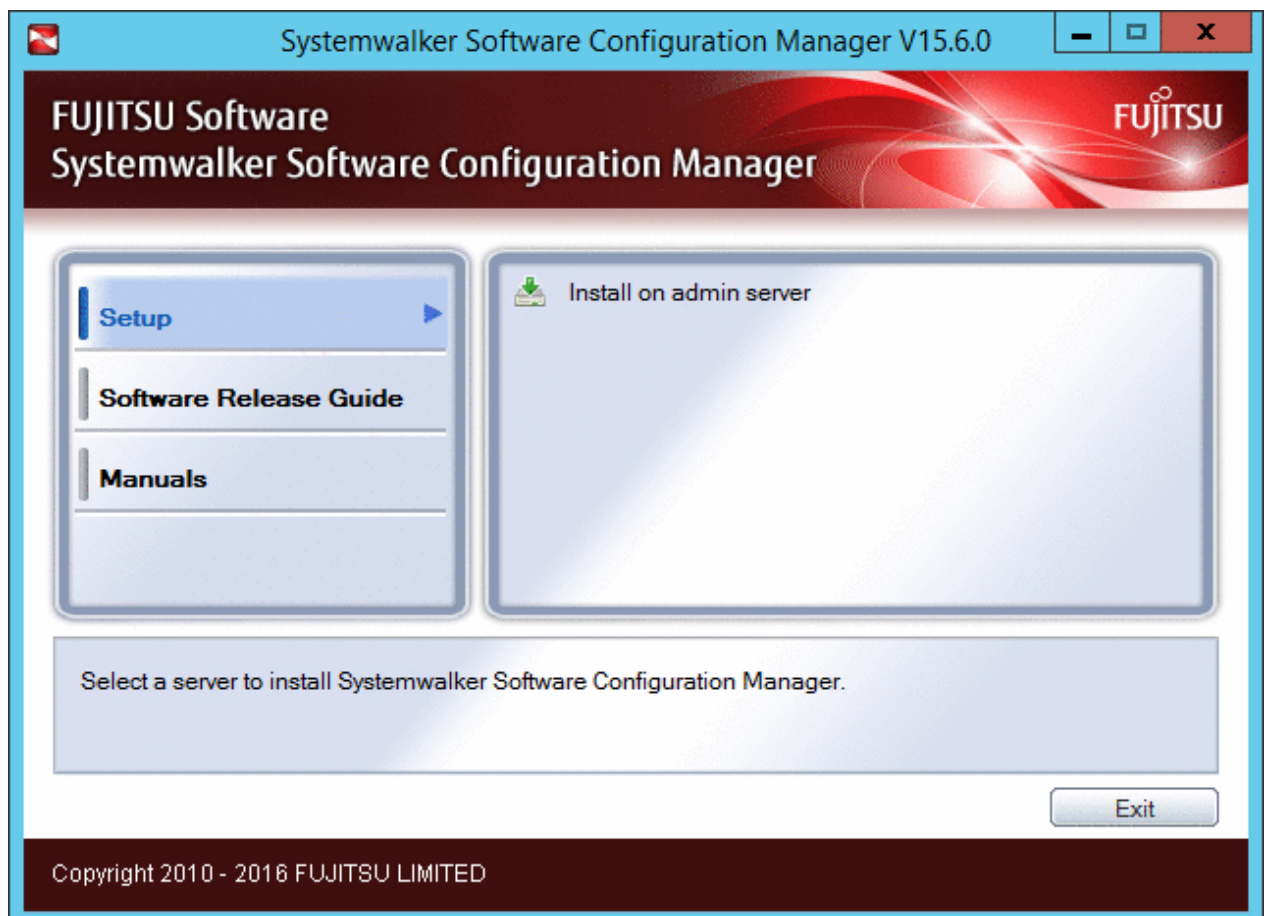 Systemwalker Software Configuration Manager V15.6.0
FUJITSU Software
Systemwalker Software Configuration Manager
FUJITSU
Setup
Software Release Guide
Manuals
Install on admin server
Select a server to install Systemwalker Software Configuration Manager.
Exit
Copyright 2010 - 2016 FUJITSU LIMITED